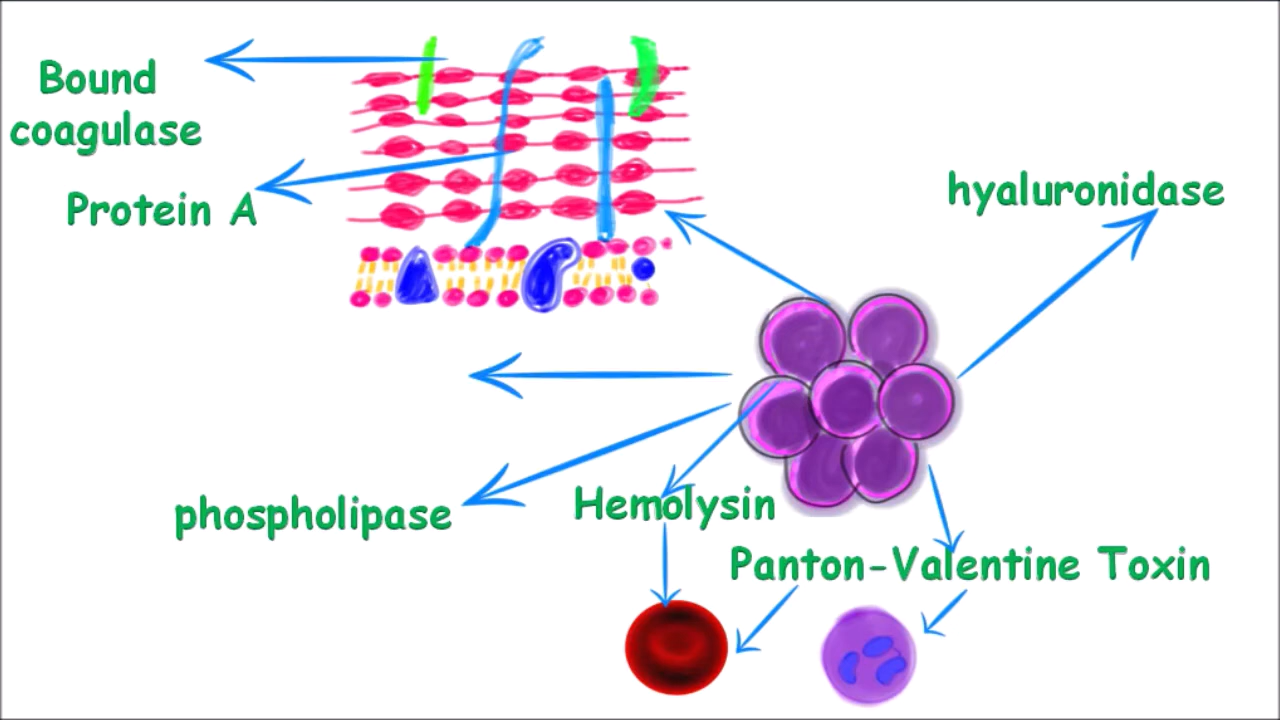 Bound
coagulase
Protein A
hyaluronidase
phospholipase
Hemolysin
Panton-Valentine Toxin